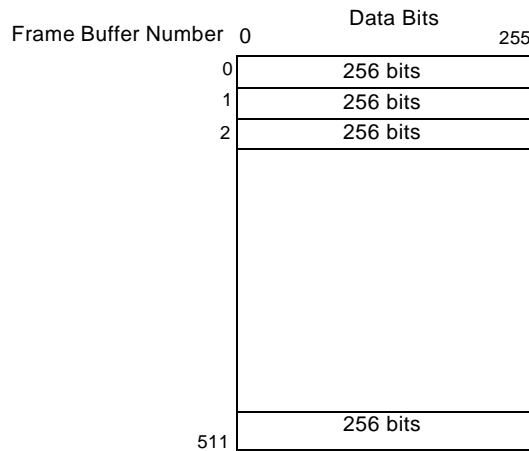 Data Bits
Frame Buffer Number 0 255
0 256 bits
1 256 bits
2 256 bits
256 bits
511